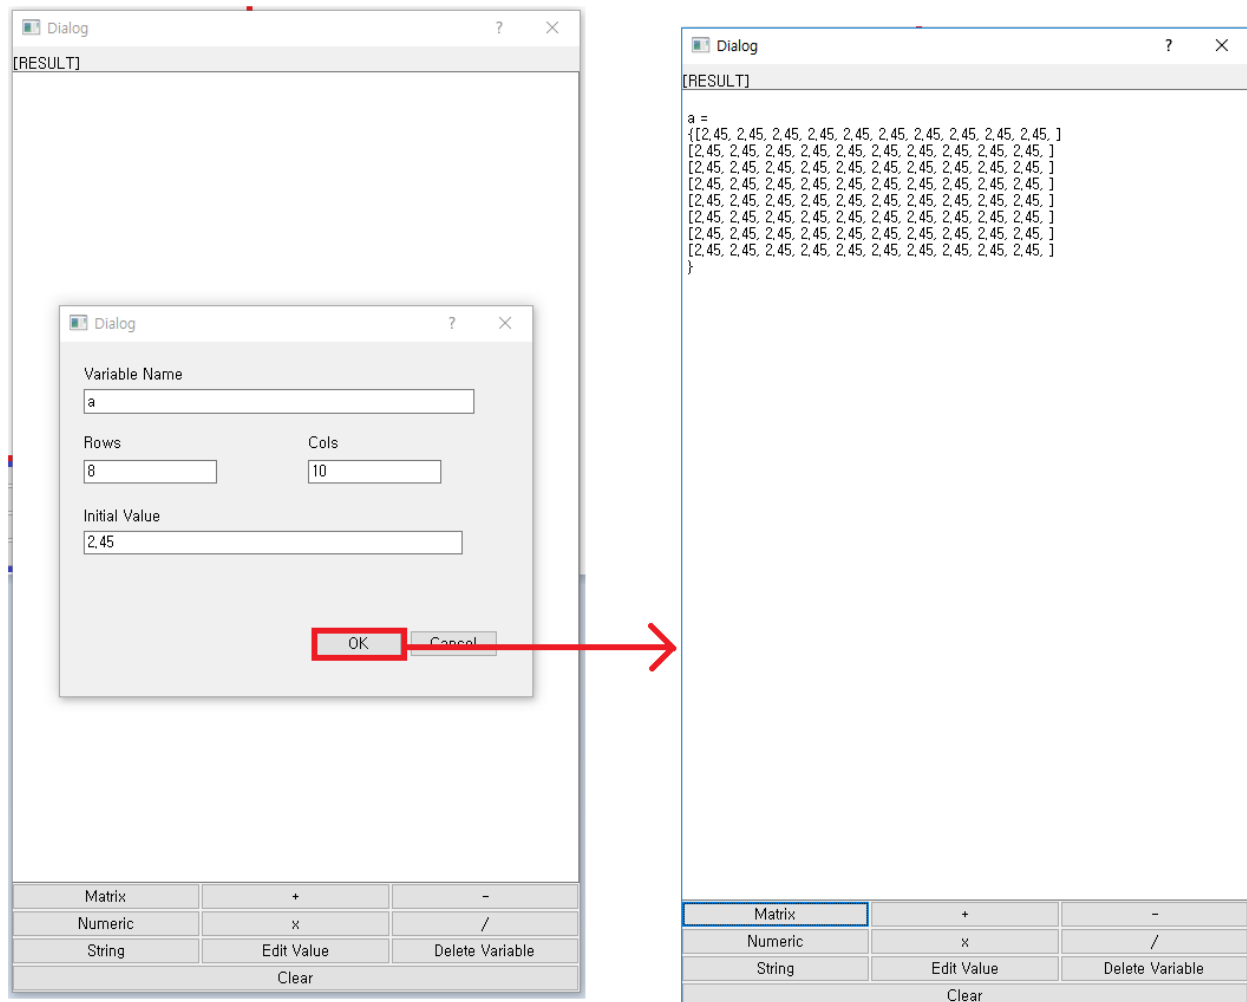 Dialog
?
[RESULT]
Dialog
?
Variable Name
a
Rows
Cols
8
10
Initial Value
2.45
OK
Cancel
Matrix
+
-
Numeric
x
/
String
Edit Value
Delete Variable
Clear
Dialog
?
[RESULT]
a =
{[2.45, 2.45, 2.45, 2.45, 2.45, 2.45, 2.45, 2.45, 2.45, 2.45, ]
[2.45, 2.45, 2.45, 2.45, 2.45, 2.45, 2.45, 2.45, 2.45, 2.45, ]
[2.45, 2.45, 2.45, 2.45, 2.45, 2.45, 2.45, 2.45, 2.45, 2.45, ]
[2.45, 2.45, 2.45, 2.45, 2.45, 2.45, 2.45, 2.45, 2.45, 2.45, ]
[2.45, 2.45, 2.45, 2.45, 2.45, 2.45, 2.45, 2.45, 2.45, 2.45, ]
[2.45, 2.45, 2.45, 2.45, 2.45, 2.45, 2.45, 2.45, 2.45, 2.45, ]
[2.45, 2.45, 2.45, 2.45, 2.45, 2.45, 2.45, 2.45, 2.45, 2.45, ]
[2.45, 2.45, 2.45, 2.45, 2.45, 2.45, 2.45, 2.45, 2.45, 2.45, ]
}
Matrix
+
-
Numeric
x
/
String
Edit Value
Delete Variable
Clear